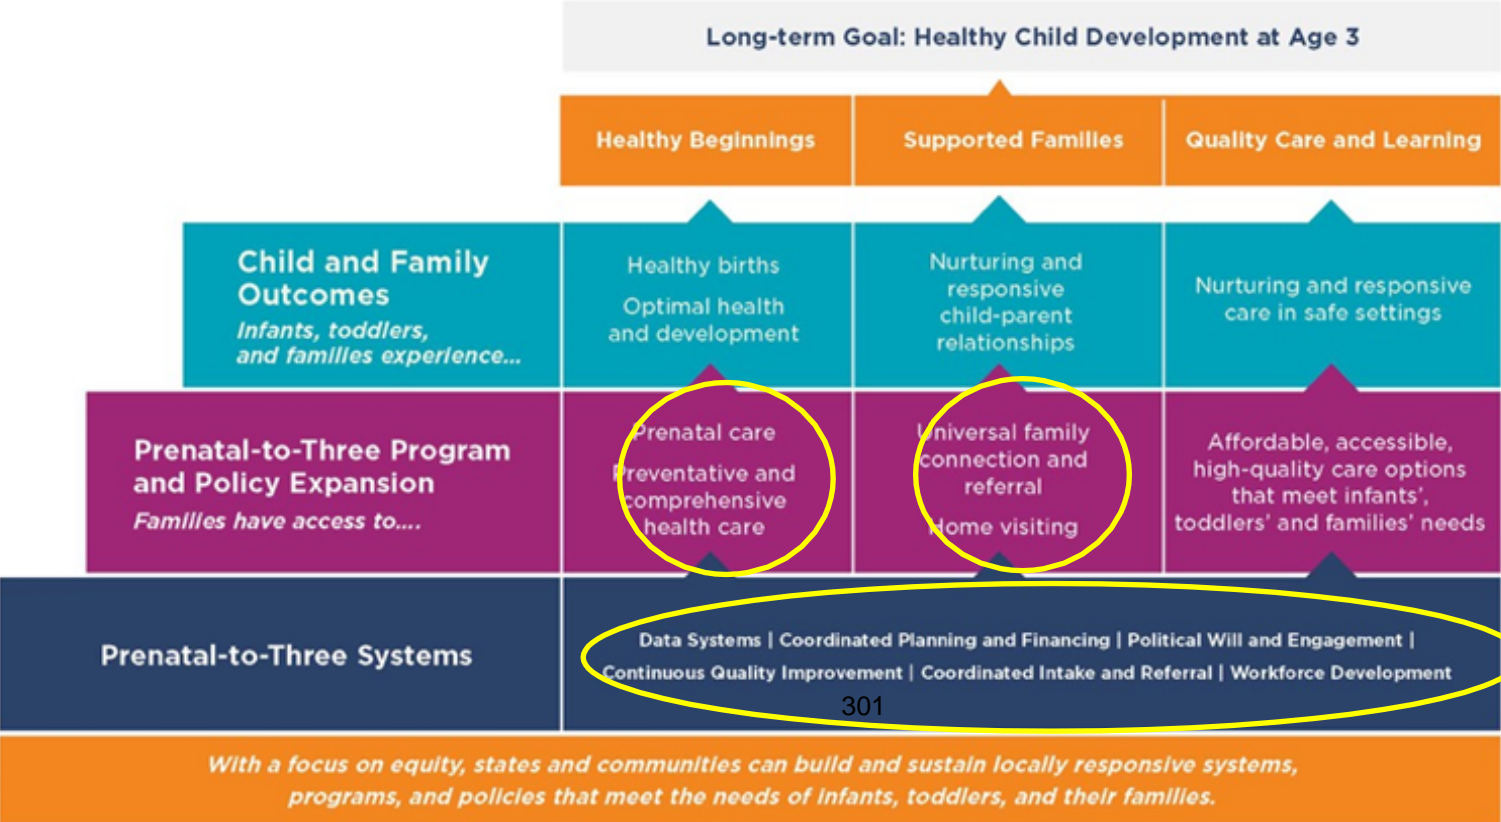 Long-term Goal: Healthy Child Development at Age 3
Healthy Beginnings
Supported Families
Quality Care and Learning
Child and Family
Outcomes
Infants, toddlers,
and families experience...
Healthy births
Optimal health
and development
Nurturing and
responsive
child-parent
relationships
Nurturing and responsive
care in safe settings
Prenatal-to-Three Program
and Policy Expansion
Families have access to....
Prenatal care
Preventative and
comprehensive
health care
Universal family
connection and
referral
Home visiting
Affordable, accessible,
high-quality care options
that meet infants',
toddlers' and families' needs
Prenatal-to-Three Systems
Data Systems | Coordinated Planning and Financing | Political Will and Engagement |
Continuous Quality Improvement | Coordinated Intake and Referral | Workforce Development
301
With a focus on equity, states and communities can build and sustain locally responsive systems,
programs, and policies that meet the needs of infants, toddlers, and their families.